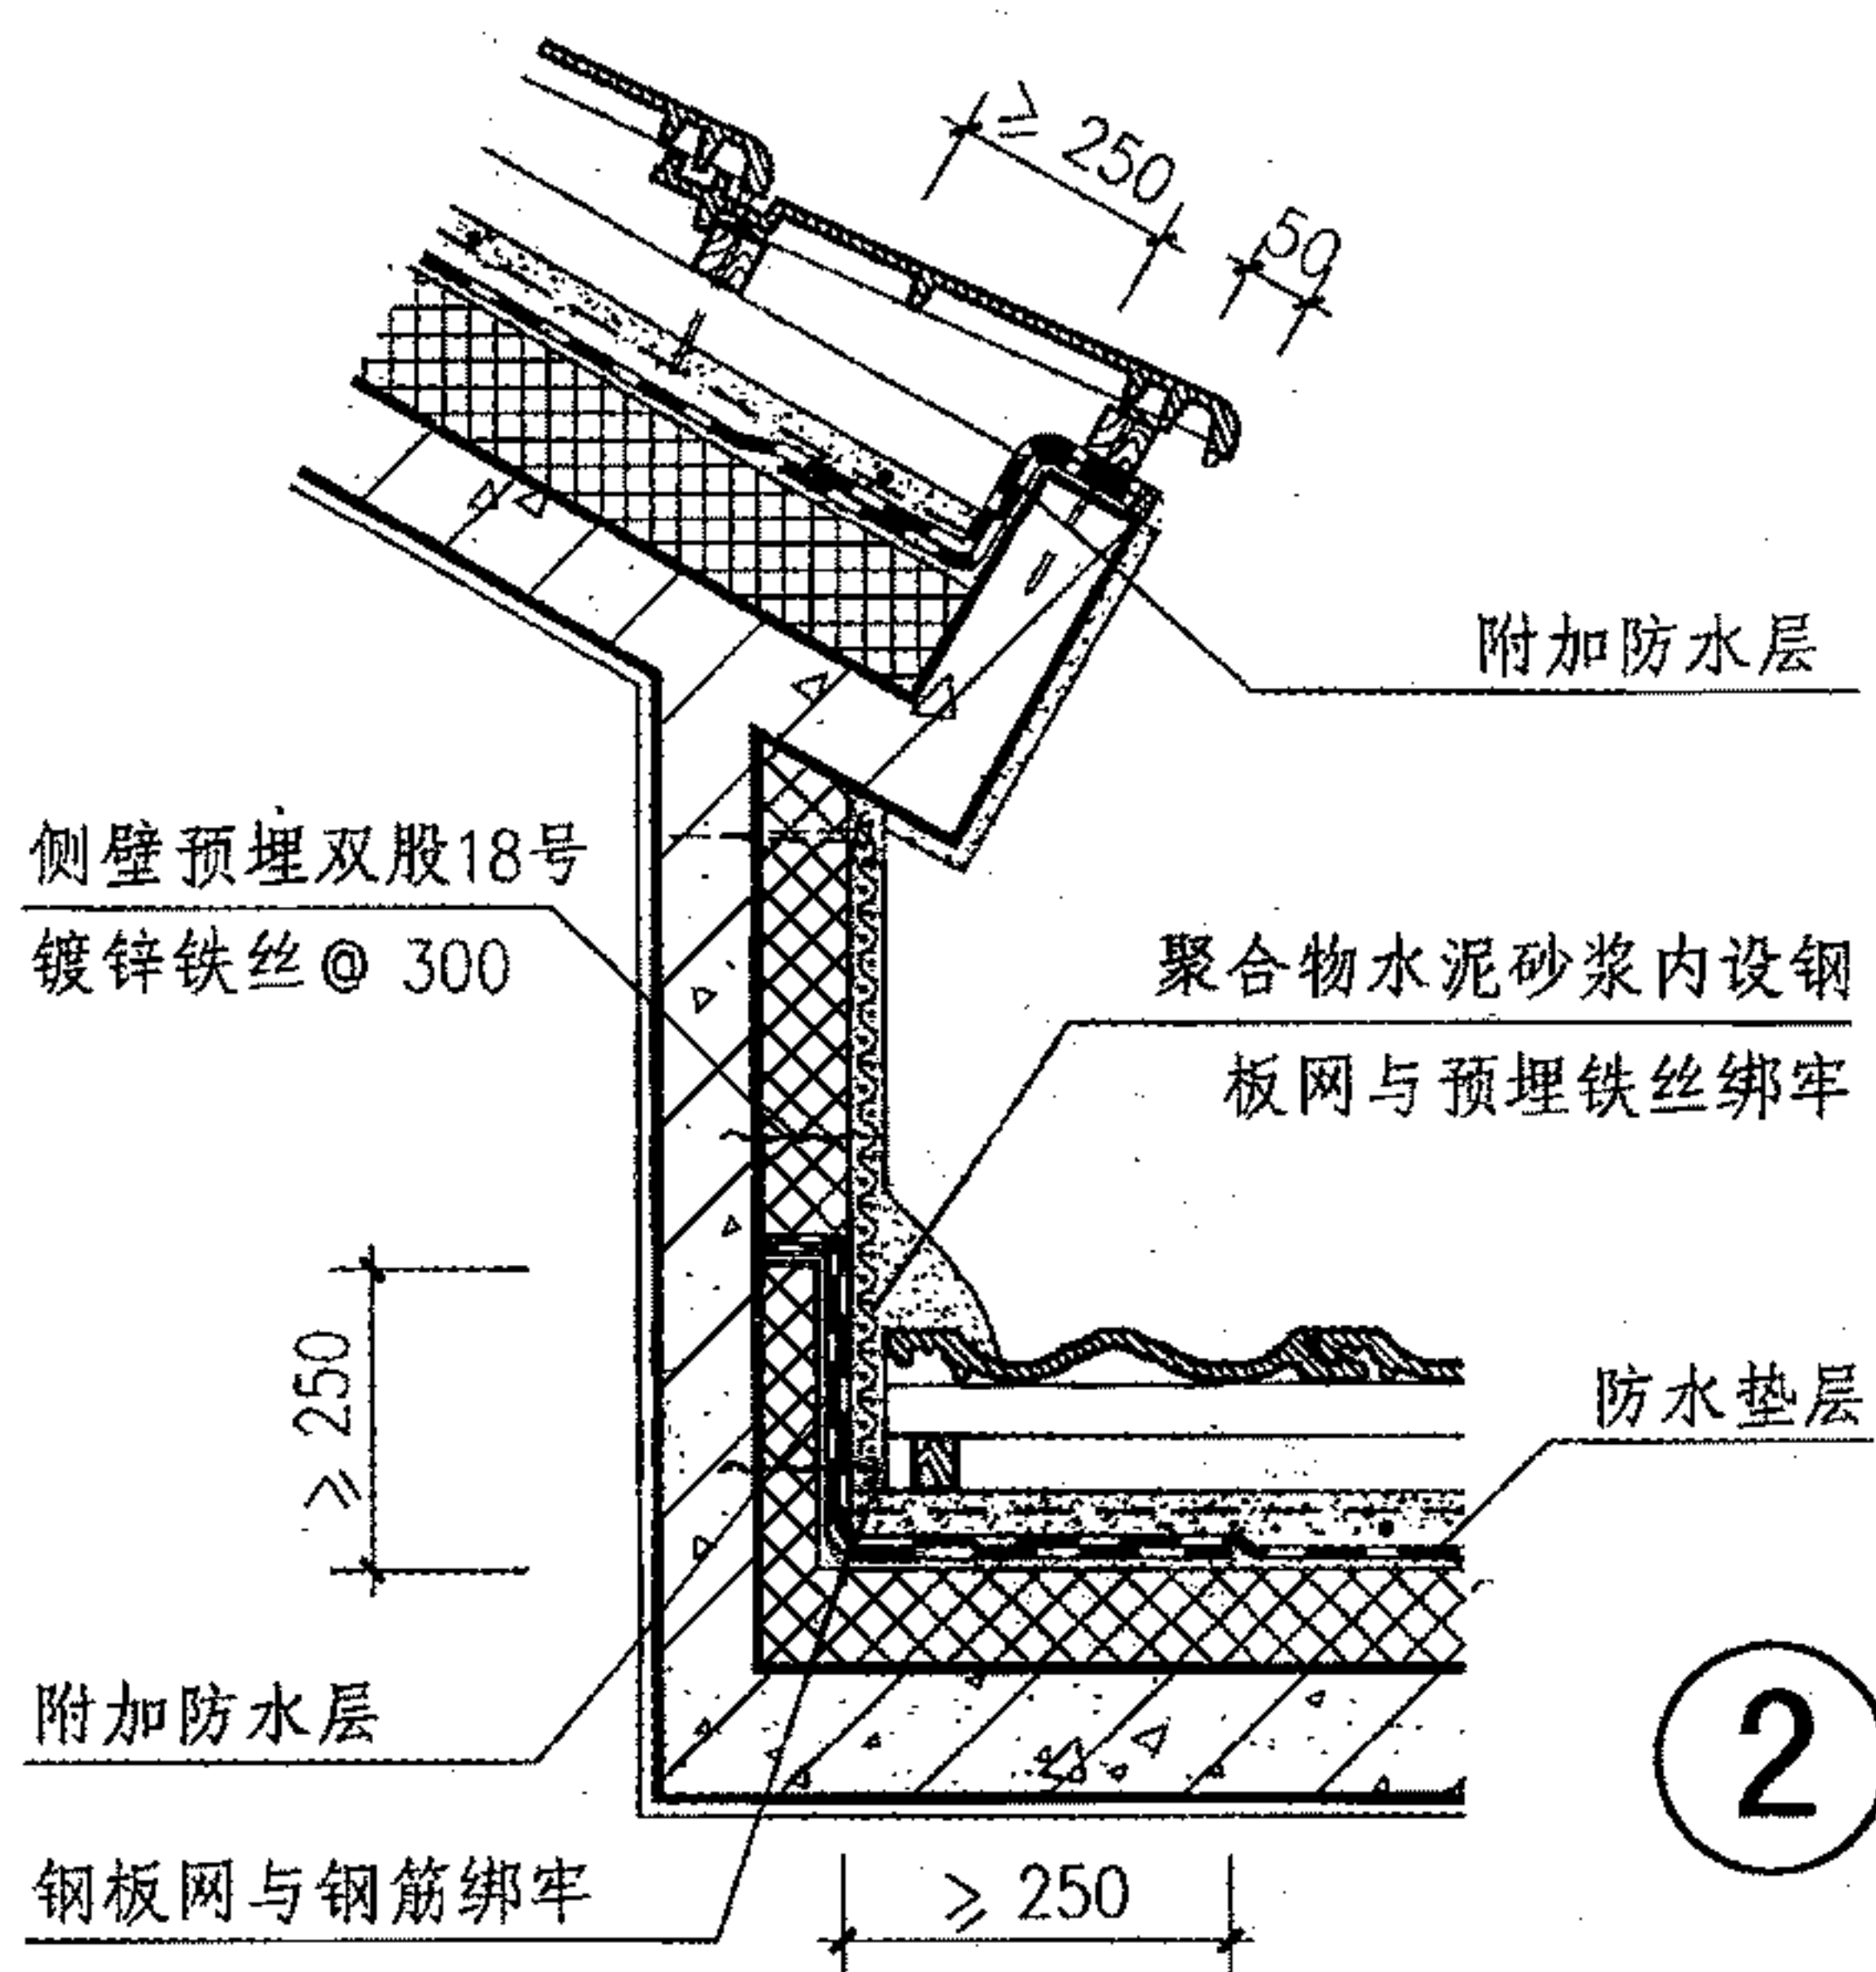 ≥ 250
50
附加防水层
侧壁预埋双股18号
镀锌铁丝@ 300
聚合物水泥砂浆内设钢
板网与预埋铁丝绑牢
≥ 250
防水垫层
附加防水层
钢板网与钢筋绑牢
≥ 250
2